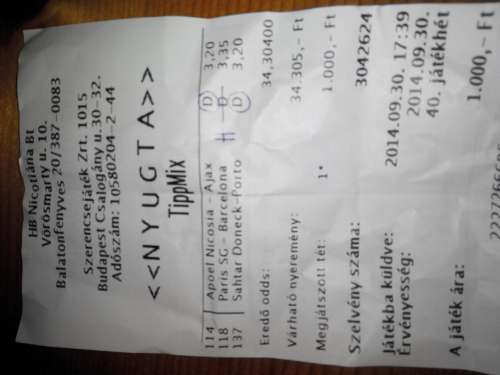 HB Nicotiána Bt
Vörösmarty u. 10.
Balatonfenyves 20/387-0083
Szerencsejáték Zrt. 1015
Budapest Csalogány u.30-32.
Adószám: 10580204-2-44
<<NYUGTA>>
TippMix
114 Apoel Nicosia - Ajax D 3,20
118 Paris SG - Barcelona H D 3,35
137 Sahtar Doneck-Porto D 3,20
Eredő odds: 34,30400
Várható nyeremény: 34.305,- Ft
Megjátszott tét: 1* 1.000,- Ft
Szelvény száma: 3042624
Játékba küldve: 2014.09.30. 17:39
Érvényesség: 2014.09.30.
40. játékhét
A játék ára: 1.000,- Ft